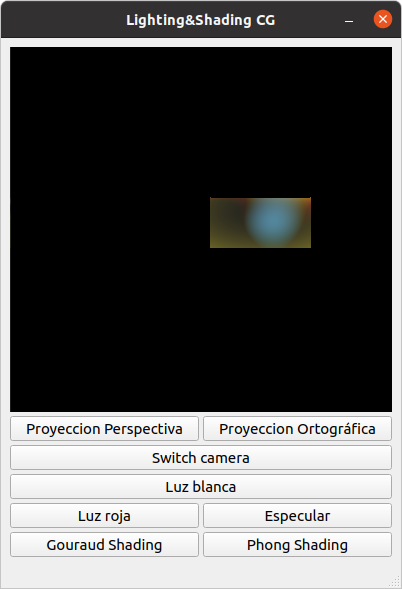 Lighting&Shading CG
Proyeccion Perspectiva
Proyeccion Ortográfica
Switch camera
Luz blanca
Luz roja
Especular
Gouraud Shading
Phong Shading